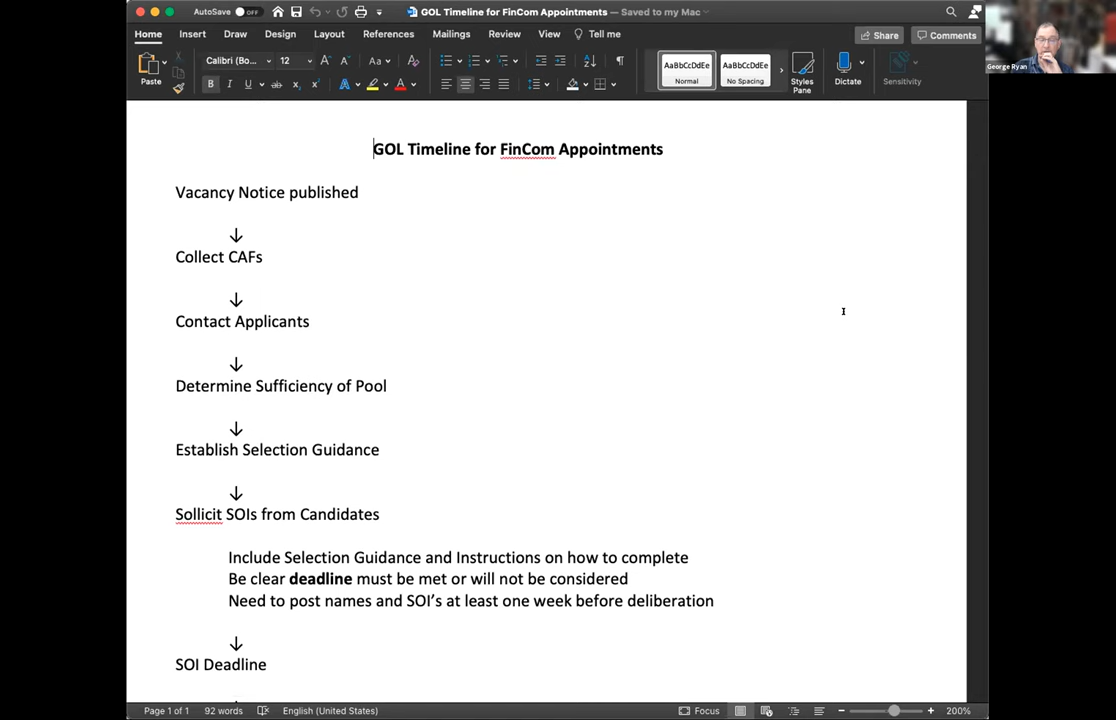 AutoSave OFF
GOL Timeline for FinCom Appointments — Saved to my Mac
Home Insert Draw Design Layout References Mailings Review View Tell me
Share Comments
Paste
Calibri (Bo... 12
AaBbCcDdEe
Normal
AaBbCcDdEe
No Spacing
Styles
Pane
Dictate
Sensitivity
George Ryan
GOL Timeline for FinCom Appointments
Vacancy Notice published
↓
Collect CAFs
↓
Contact Applicants
↓
Determine Sufficiency of Pool
↓
Establish Selection Guidance
↓
Sollicit SOIs from Candidates
Include Selection Guidance and Instructions on how to complete
Be clear deadline must be met or will not be considered
Need to post names and SOI's at least one week before deliberation
↓
SOI Deadline
Page 1 of 1 92 words English (United States) Focus 200%